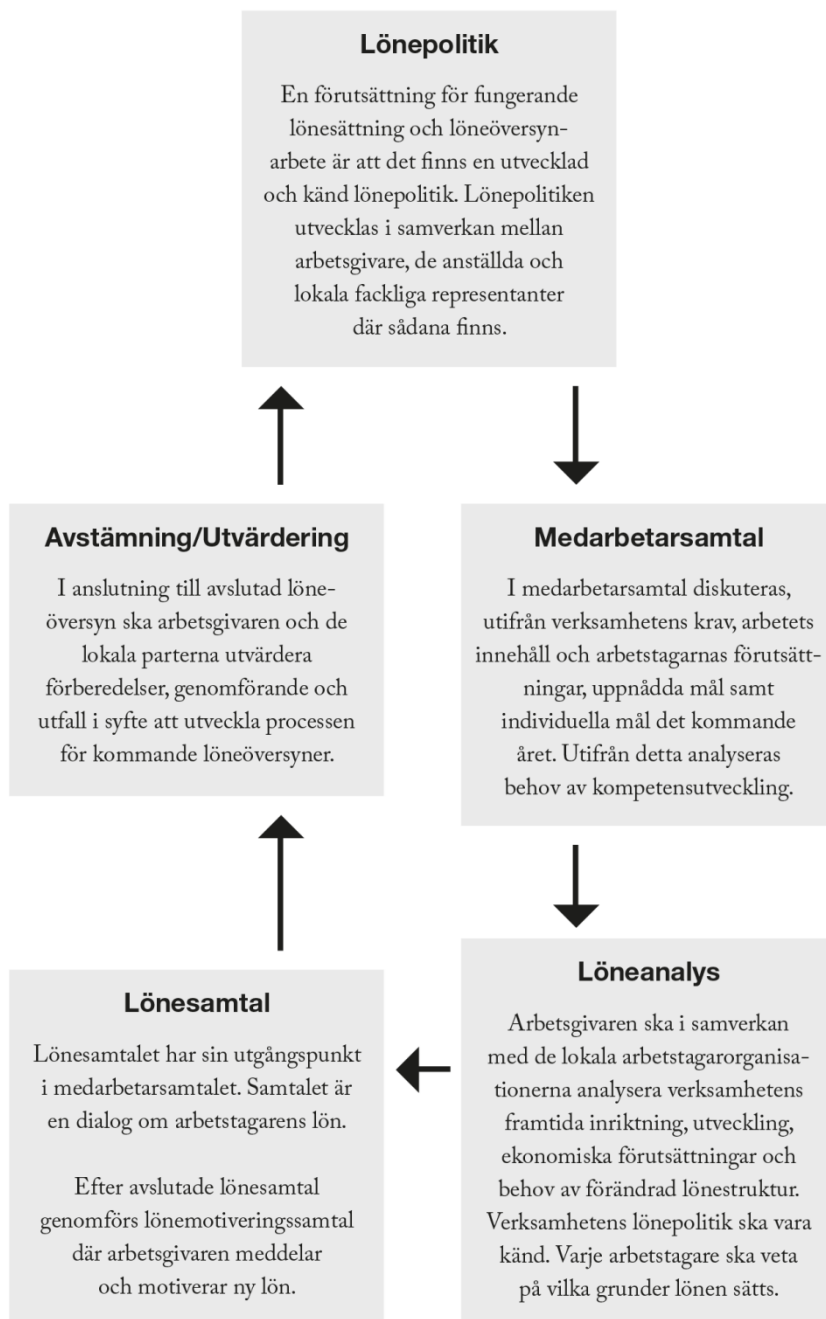 Lönepolitik
En förutsättning för fungerande
lönesättning och löneöversyn-
arbete är att det finns en utvecklad
och känd lönepolitik. Lönepolitiken
utvecklas i samverkan mellan
arbetsgivare, de anställda och
lokala fackliga representanter
där sådana finns.
Avstämning/Utvärdering
I anslutning till avslutad löne-
översyn ska arbetsgivaren och de
lokala parterna utvärdera
förberedelser, genomförande och
utfall i syfte att utveckla processen
för kommande löneöversyner.
Medarbetarsamtal
I medarbetarsamtal diskuteras,
utifrån verksamhetens krav, arbetets
innehåll och arbetstagarnas förutsätt-
ningar, uppnådda mål samt
individuella mål det kommande
året. Utifrån detta analyseras
behov av kompetensutveckling.
Lönesamtal
Lönesamtalet har sin utgångspunkt
i medarbetarsamtalet. Samtalet är
en dialog om arbetstagarens lön.
Efter avslutade lönesamtal
genomförs lönemotiveringssamtal
där arbetsgivaren meddelar
och motiverar ny lön.
Löneanalys
Arbetsgivaren ska i samverkan
med de lokala arbetstagarorganisa-
tionerna analysera verksamhetens
framtida inriktning, utveckling,
ekonomiska förutsättningar och
behov av förändrad lönestruktur.
Verksamhetens lönepolitik ska vara
känd. Varje arbetstagare ska veta
på vilka grunder lönen sätts.